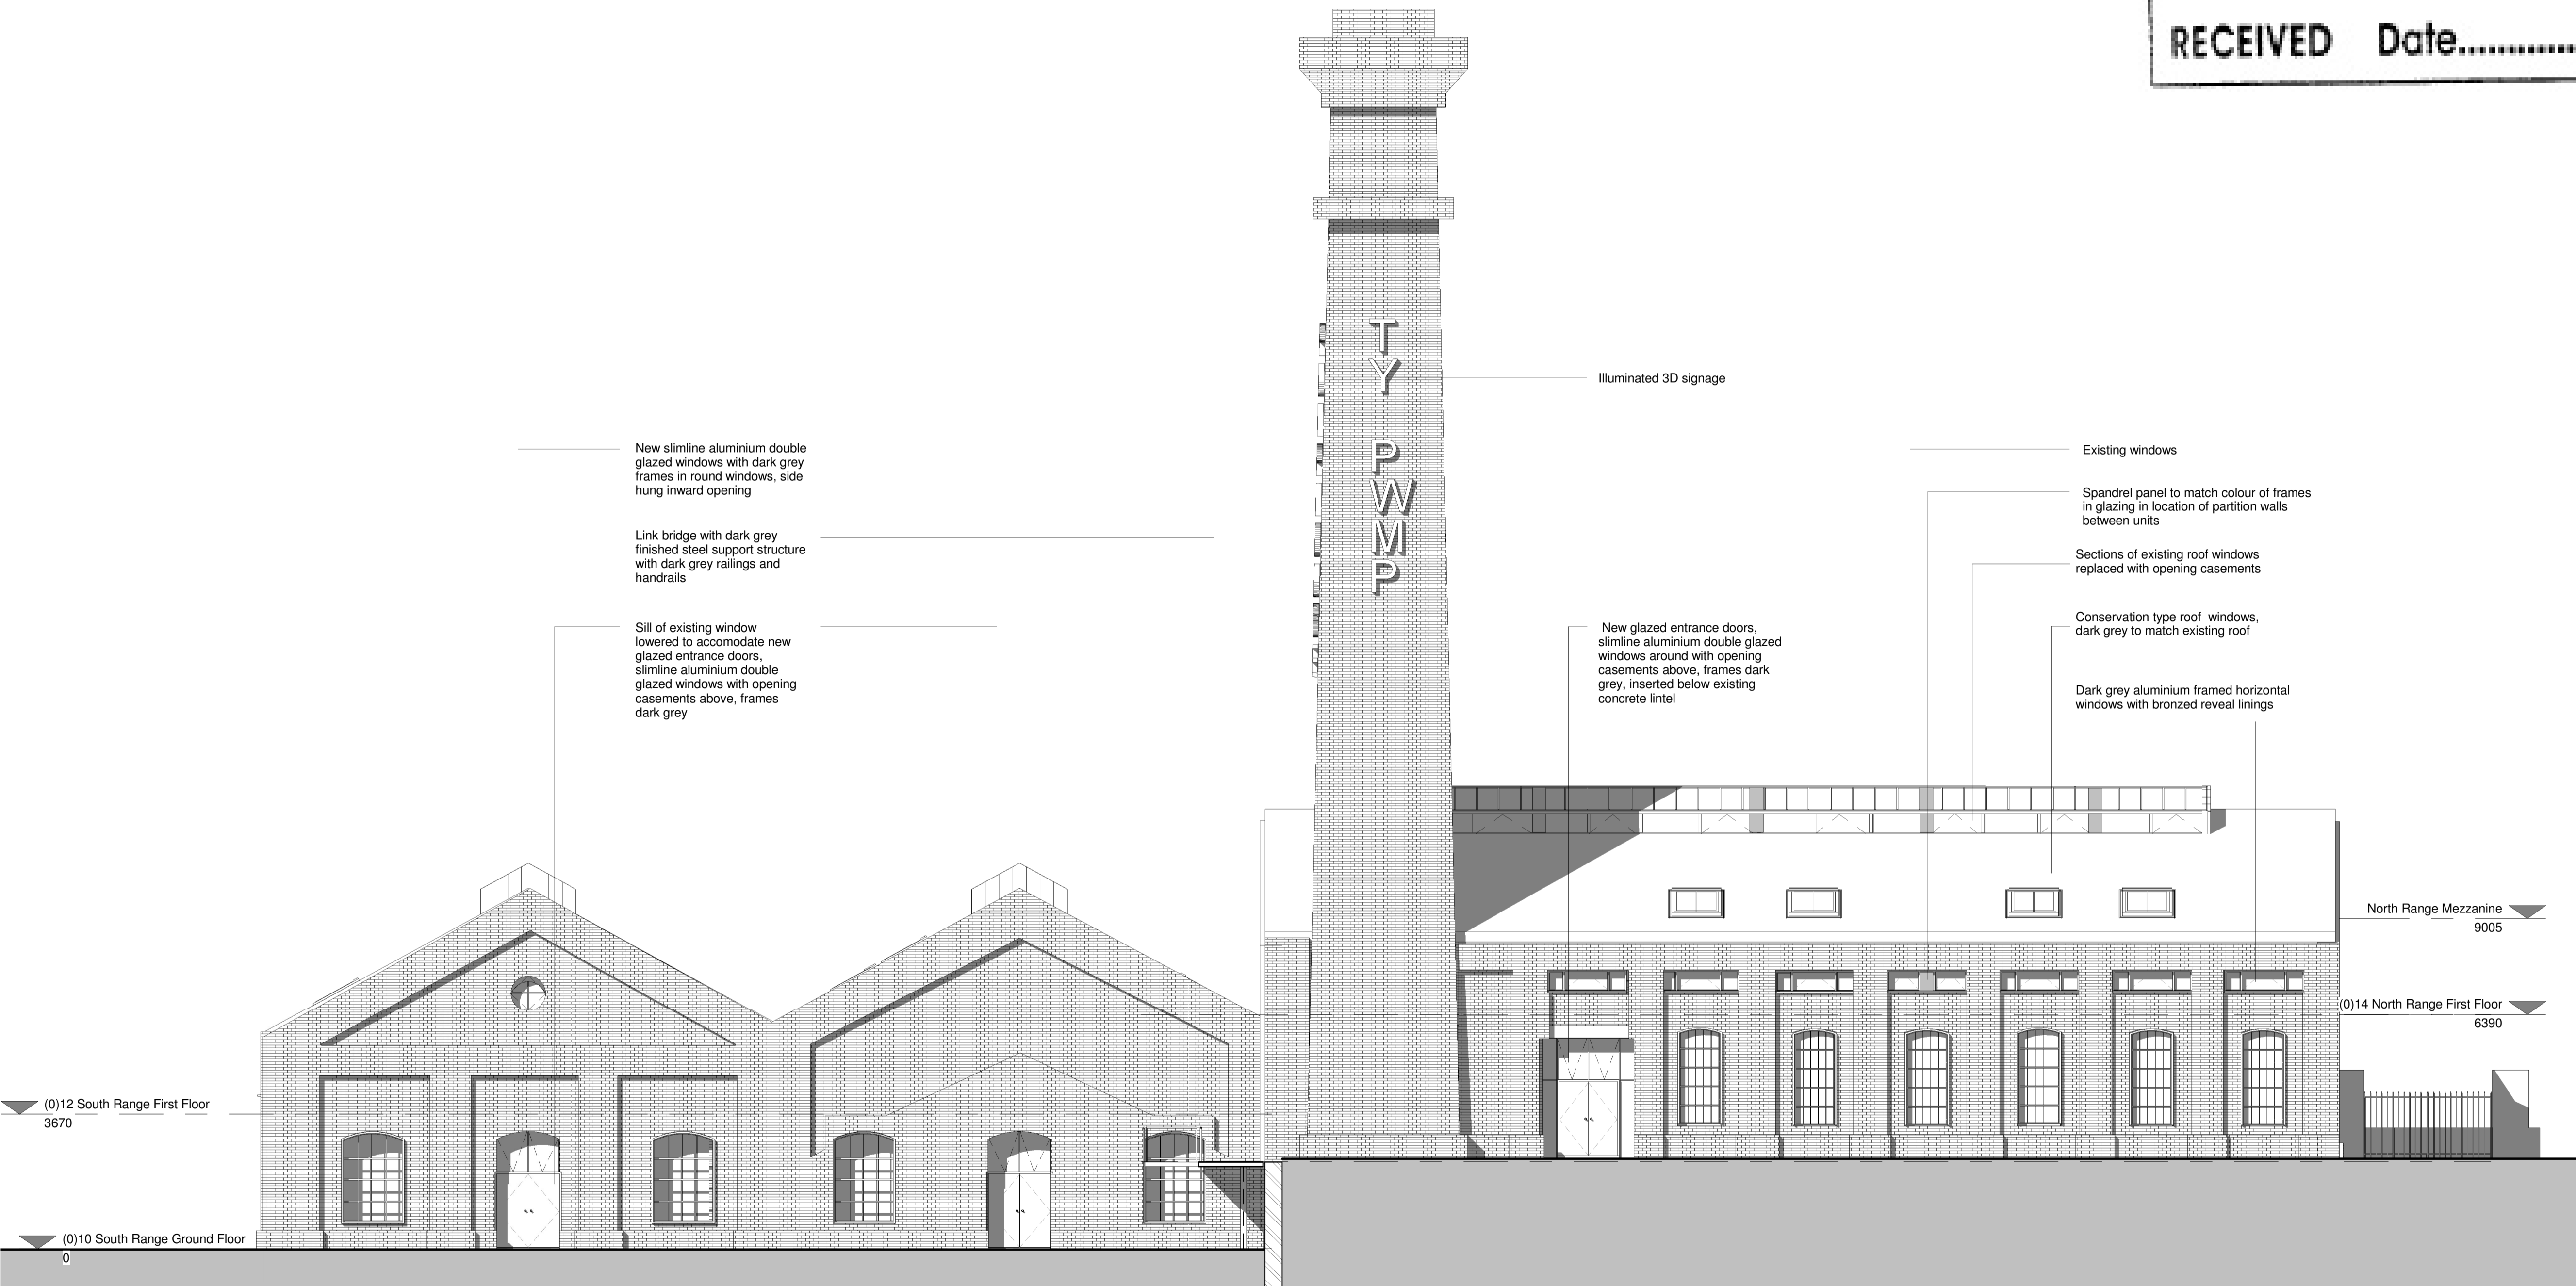 RECEIVED Date..............
T
Y
P
W
M
P
Illuminated 3D signage
New slimline aluminium double
glazed windows with dark grey
frames in round windows, side
hung inward opening
Link bridge with dark grey
finished steel support structure
with dark grey railings and
handrails
Sill of existing window
lowered to accomodate new
glazed entrance doors,
slimline aluminium double
glazed windows with opening
casements above, frames
dark grey
New glazed entrance doors,
slimline aluminium double glazed
windows around with opening
casements above, frames dark
grey, inserted below existing
concrete lintel
Existing windows
Spandrel panel to match colour of frames
in glazing in location of partition walls
between units
Sections of existing roof windows
replaced with opening casements
Conservation type roof windows,
dark grey to match existing roof
Dark grey aluminium framed horizontal
windows with bronzed reveal linings
North Range Mezzanine
9005
(0)14 North Range First Floor
6390
(0)12 South Range First Floor
3670
(0)10 South Range Ground Floor
0